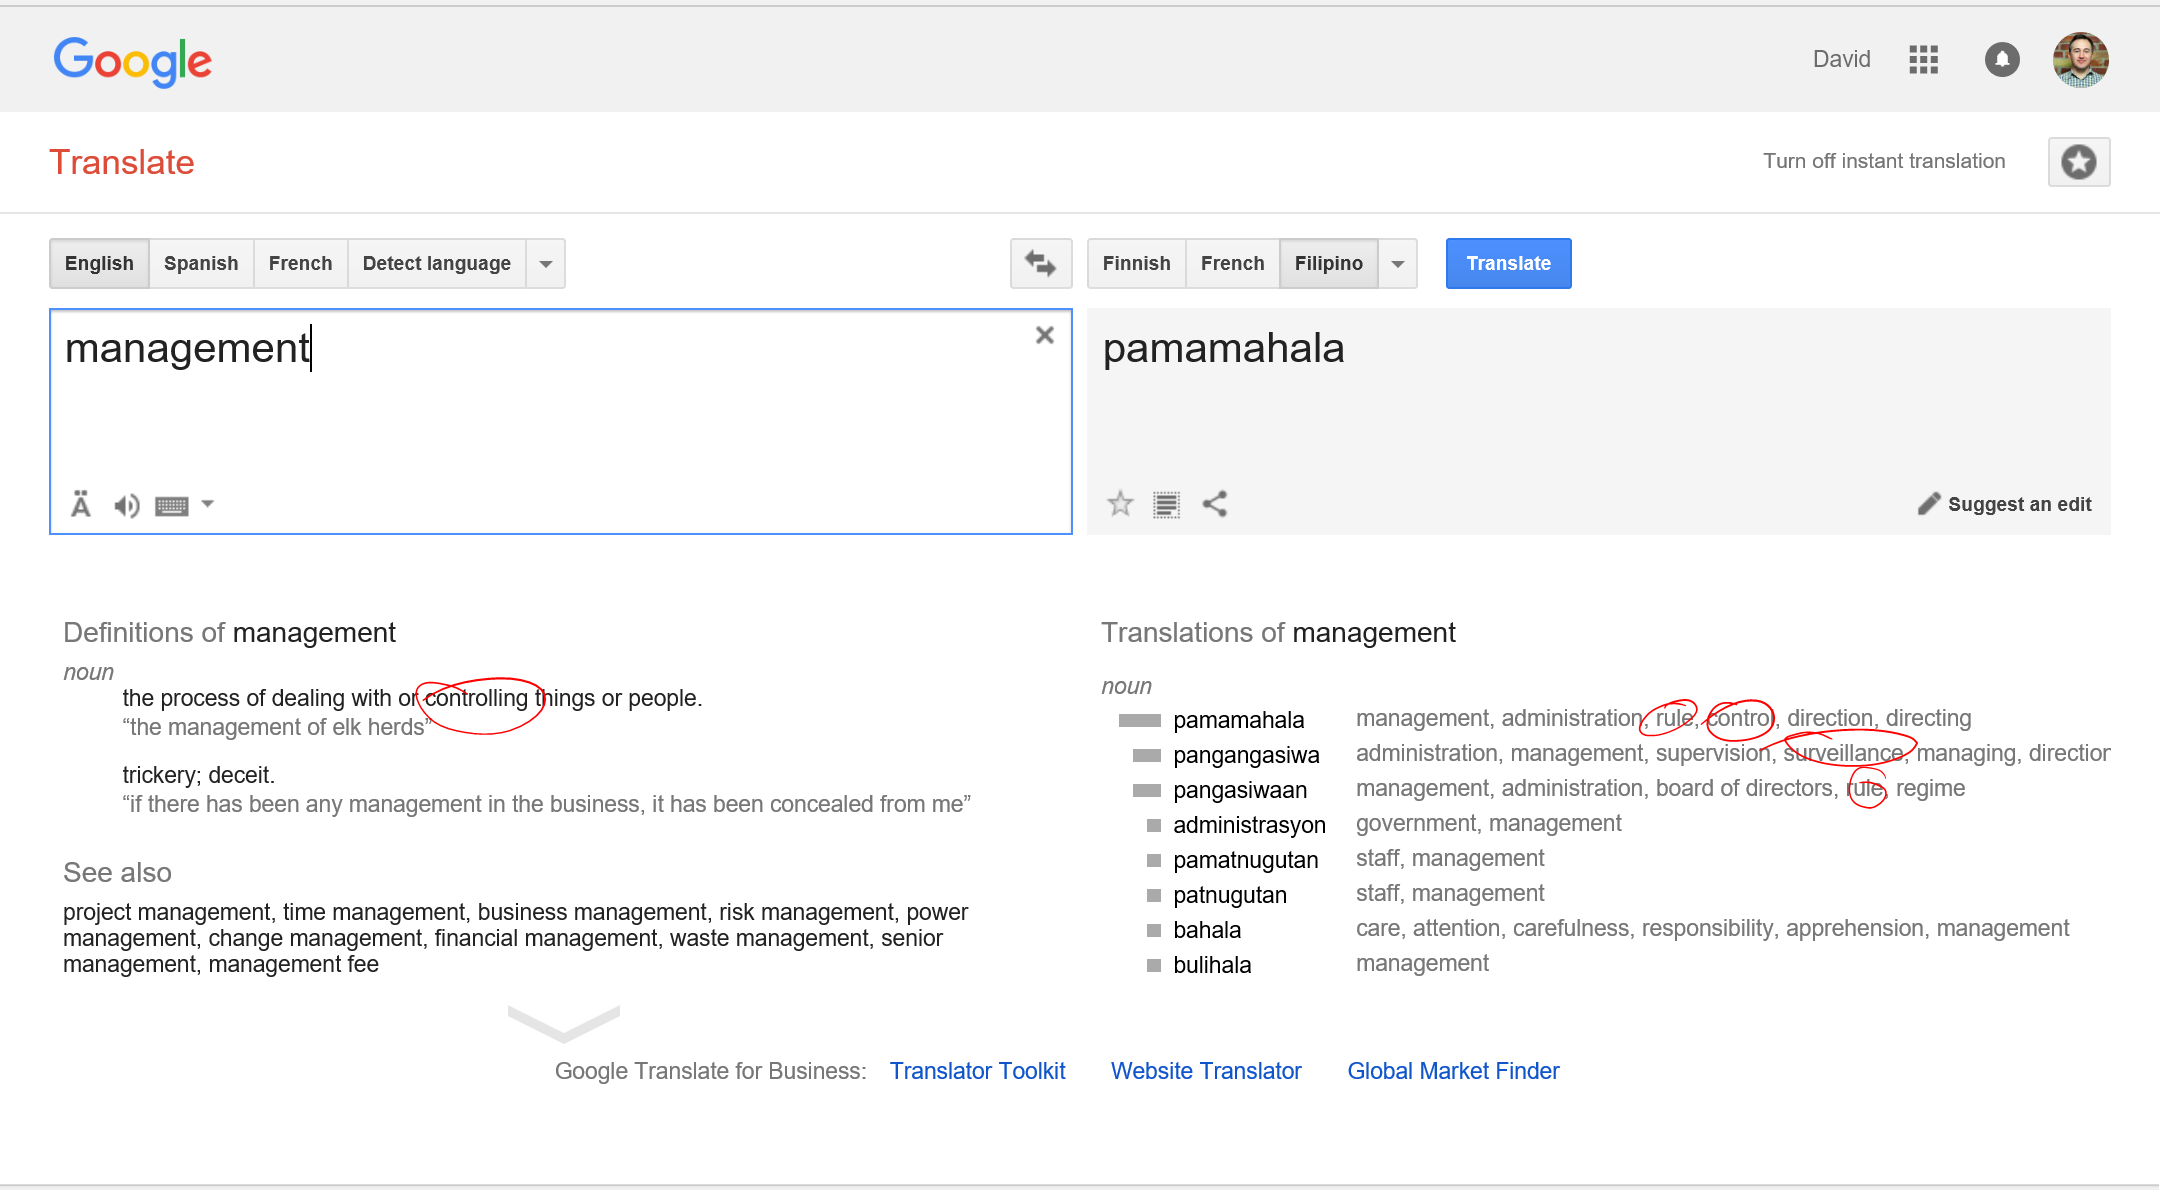 Google
David
Translate
Turn off instant translation
English Spanish French Detect language
Finnish French Filipino
Translate
management
pamamahala
Ä
Suggest an edit
Definitions of management
noun
the process of dealing with or controlling things or people.
“the management of elk herds”
trickery; deceit.
“if there has been any management in the business, it has been concealed from me”
See also
project management, time management, business management, risk management, power
management, change management, financial management, waste management, senior
management, management fee
Translations of management
noun
pamamahala management, administration, rule, control, direction, directing
pangangasiwa administration, management, supervision, surveillance, managing, direction
pangasiwaan management, administration, board of directors, rule, regime
administrasyon government, management
pamatnugutan staff, management
patnugutan staff, management
bahala care, attention, carefulness, responsibility, apprehension, management
bulihala management
Google Translate for Business: Translator Toolkit Website Translator Global Market Finder